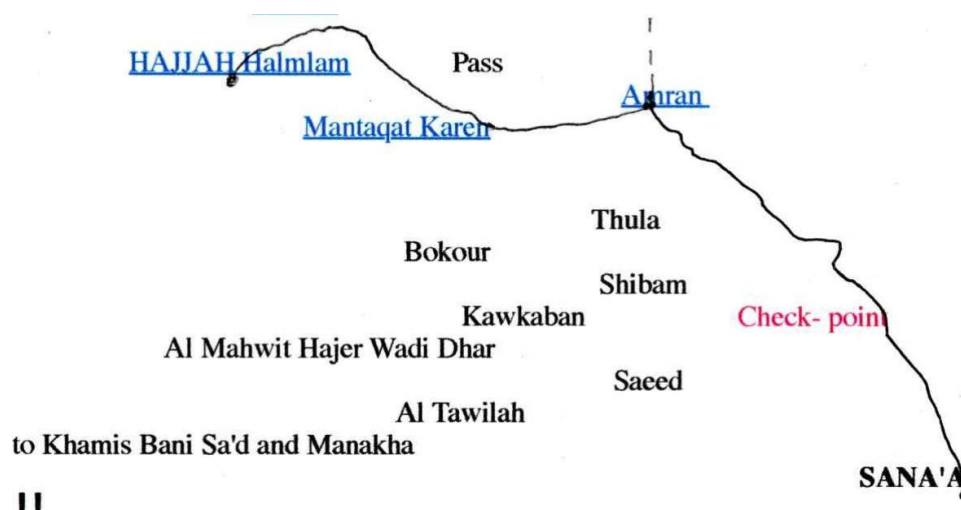 Pass
HAJJAH Halmlam
Amran
Mantaqat Kareh
Thula
Bokour
Shibam
Kawkaban
Check- point
Al Mahwit Hajer Wadi Dhar
Saeed
Al Tawilah
to Khamis Bani Sa'd and Manakha
SANA'A